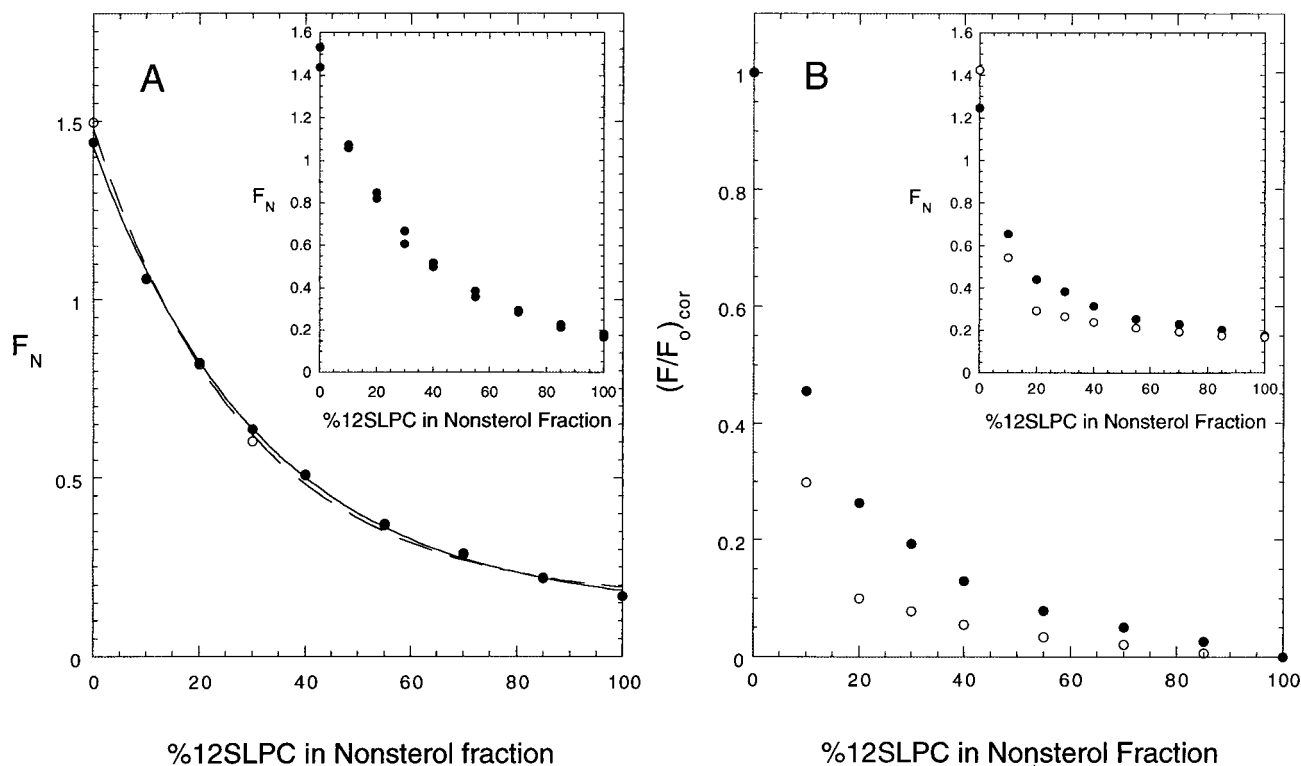 A
1.5
1
0.5
0
F_N
0 20 40 60 80 100
%12SLPC in Nonsterol fraction
1.6
1.4
1.2
1
0.8
0.6
0.4
0.2
0
F_N
0 20 40 60 80 100
%12SLPC in Nonsterol Fraction
B
1
0.8
0.6
0.4
0.2
0
(F/F_0)_cor
0 20 40 60 80 100
%12SLPC in Nonsterol Fraction
1.6
1.4
1.2
1
0.8
0.6
0.4
0.2
0
F_N
0 20 40 60 80 100
%12SLPC in Nonsterol Fraction